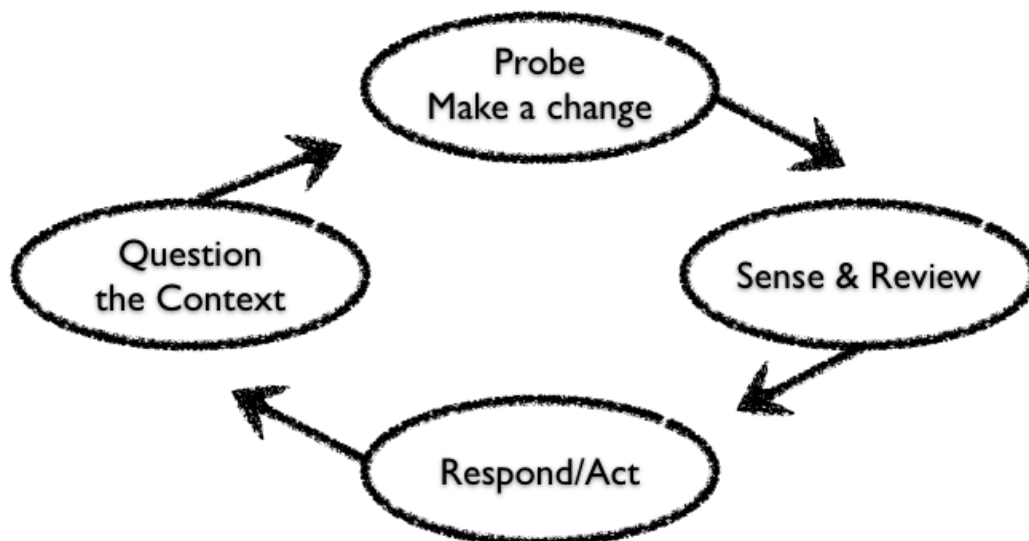 Probe
Make a change
Question
the Context
Sense & Review
Respond/Act